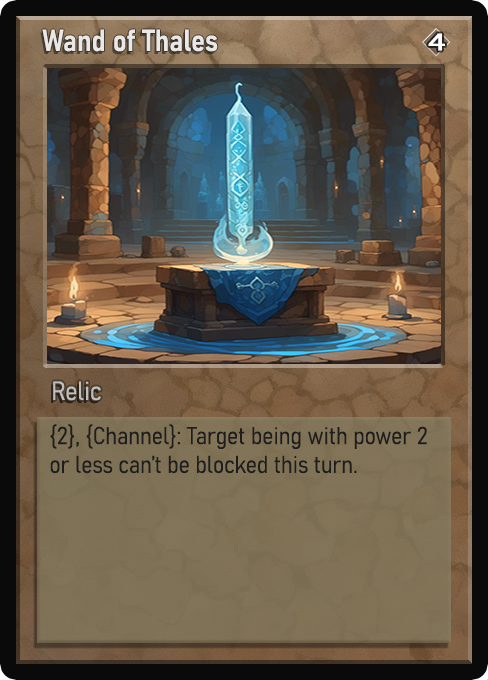 Wand of Thales 4
Relic
{2}, {Channel}: Target being with power 2
or less can't be blocked this turn.